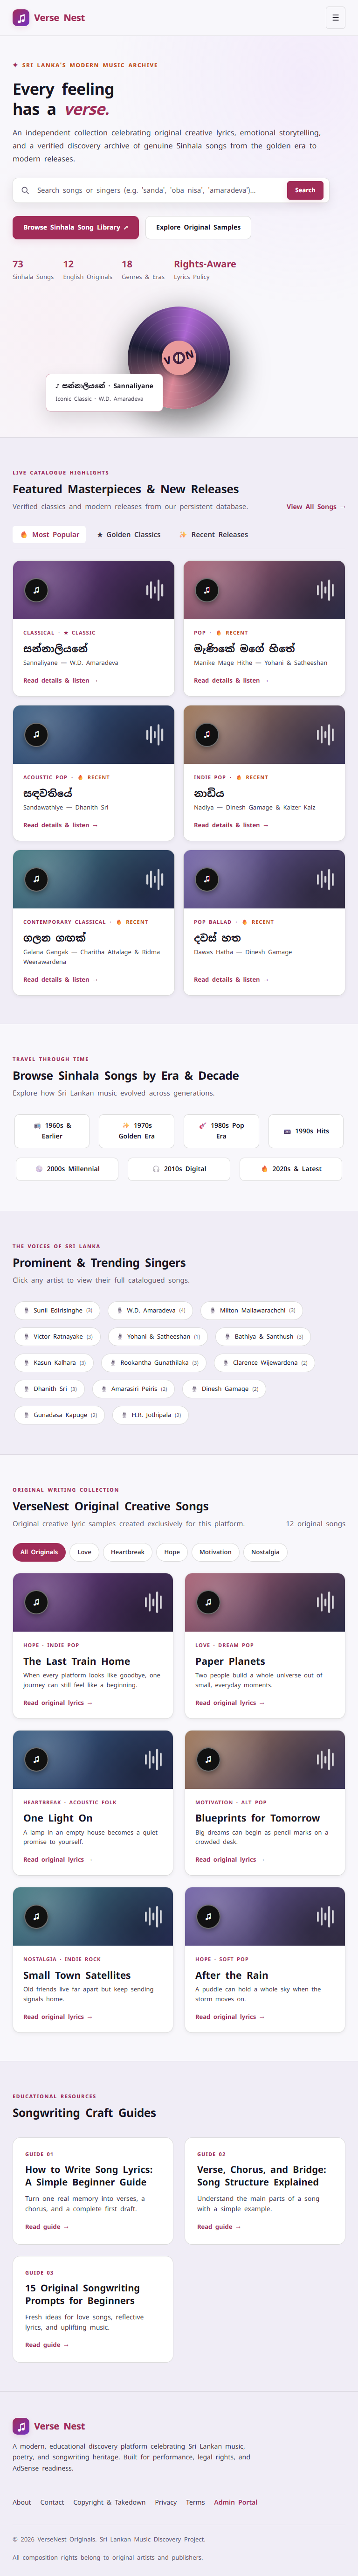 Verse Nest
✦ SRI LANKA'S MODERN MUSIC ARCHIVE
Every feeling
has a verse.
An independent collection celebrating original creative lyrics, emotional storytelling,
and a verified discovery archive of genuine Sinhala songs from the golden era to
modern releases.
Search songs or singers (e.g. 'sanda', 'oba nisa', 'amaradeva')...
Search
Browse Sinhala Song Library ↗
Explore Original Samples
73
Sinhala Songs
12
English Originals
18
Genres & Eras
Rights-Aware
Lyrics Policy
♪ සන්නාලියනේ · Sannaliyane
Iconic Classic · W.D. Amaradeva
LIVE CATALOGUE HIGHLIGHTS
Featured Masterpieces & New Releases
Verified classics and modern releases from our persistent database.
View All Songs →
🔥 Most Popular
★ Golden Classics
✨ Recent Releases
CLASSICAL · ★ CLASSIC
සන්නාලියනේ
Sannaliyane — W.D. Amaradeva
Read details & listen →
POP · 🔥 RECENT
මැණිකේ මගේ හිතේ
Manike Mage Hithe — Yohani & Satheeshan
Read details & listen →
ACOUSTIC POP · 🔥 RECENT
සඳවතියේ
Sandawathiye — Dhanith Sri
Read details & listen →
INDIE POP · 🔥 RECENT
නාඩිය
Nadiya — Dinesh Gamage & Kaizer Kaiz
Read details & listen →
CONTEMPORARY CLASSICAL · 🔥 RECENT
ගලන ගඟක්
Galana Gangak — Charitha Attalage & Ridma
Weerawardena
Read details & listen →
POP BALLAD · 🔥 RECENT
දවස් හත
Dawas Hatha — Dinesh Gamage
Read details & listen →
TRAVEL THROUGH TIME
Browse Sinhala Songs by Era & Decade
Explore how Sri Lankan music evolved across generations.
1960s &
Earlier
1970s
Golden Era
1980s Pop
Era
1990s Hits
2000s Millennial
2010s Digital
2020s & Latest
THE VOICES OF SRI LANKA
Prominent & Trending Singers
Click any artist to view their full catalogued songs.
Sunil Edirisinghe (3)
W.D. Amaradeva (4)
Milton Mallawarachchi (3)
Victor Ratnayake (3)
Yohani & Satheeshan (1)
Bathiya & Santhush (3)
Kasun Kalhara (3)
Rookantha Gunathilaka (3)
Clarence Wijewardena (2)
Dhanith Sri (3)
Amarasiri Peiris (2)
Dinesh Gamage (2)
Gunadasa Kapuge (2)
H.R. Jothipala (2)
ORIGINAL WRITING COLLECTION
VerseNest Original Creative Songs
Original creative lyric samples created exclusively for this platform.
12 original songs
All Originals
Love
Heartbreak
Hope
Motivation
Nostalgia
HOPE · INDIE POP
The Last Train Home
When every platform looks like goodbye, one
journey can still feel like a beginning.
Read original lyrics →
LOVE · DREAM POP
Paper Planets
Two people build a whole universe out of
small, everyday moments.
Read original lyrics →
HEARTBREAK · ACOUSTIC FOLK
One Light On
A lamp in an empty house becomes a quiet
promise to yourself.
Read original lyrics →
MOTIVATION · ALT POP
Blueprints for Tomorrow
Big dreams can begin as pencil marks on a
crowded desk.
Read original lyrics →
NOSTALGIA · INDIE ROCK
Small Town Satellites
Old friends live far apart but keep sending
signals home.
Read original lyrics →
HOPE · SOFT POP
After the Rain
A puddle can hold a whole sky when the
storm moves on.
Read original lyrics →
EDUCATIONAL RESOURCES
Songwriting Craft Guides
GUIDE 01
How to Write Song Lyrics:
A Simple Beginner Guide
Turn one real memory into verses, a
chorus, and a complete first draft.
Read guide →
GUIDE 02
Verse, Chorus, and Bridge:
Song Structure Explained
Understand the main parts of a song
with a simple example.
Read guide →
GUIDE 03
15 Original Songwriting
Prompts for Beginners
Fresh ideas for love songs, reflective
lyrics, and uplifting music.
Read guide →
Verse Nest
A modern, educational discovery platform celebrating Sri Lankan music,
poetry, and songwriting heritage. Built for performance, legal rights, and
AdSense readiness.
About
Contact
Copyright & Takedown
Privacy
Terms
Admin Portal
© 2026 VerseNest Originals. Sri Lankan Music Discovery Project.
All composition rights belong to original artists and publishers.